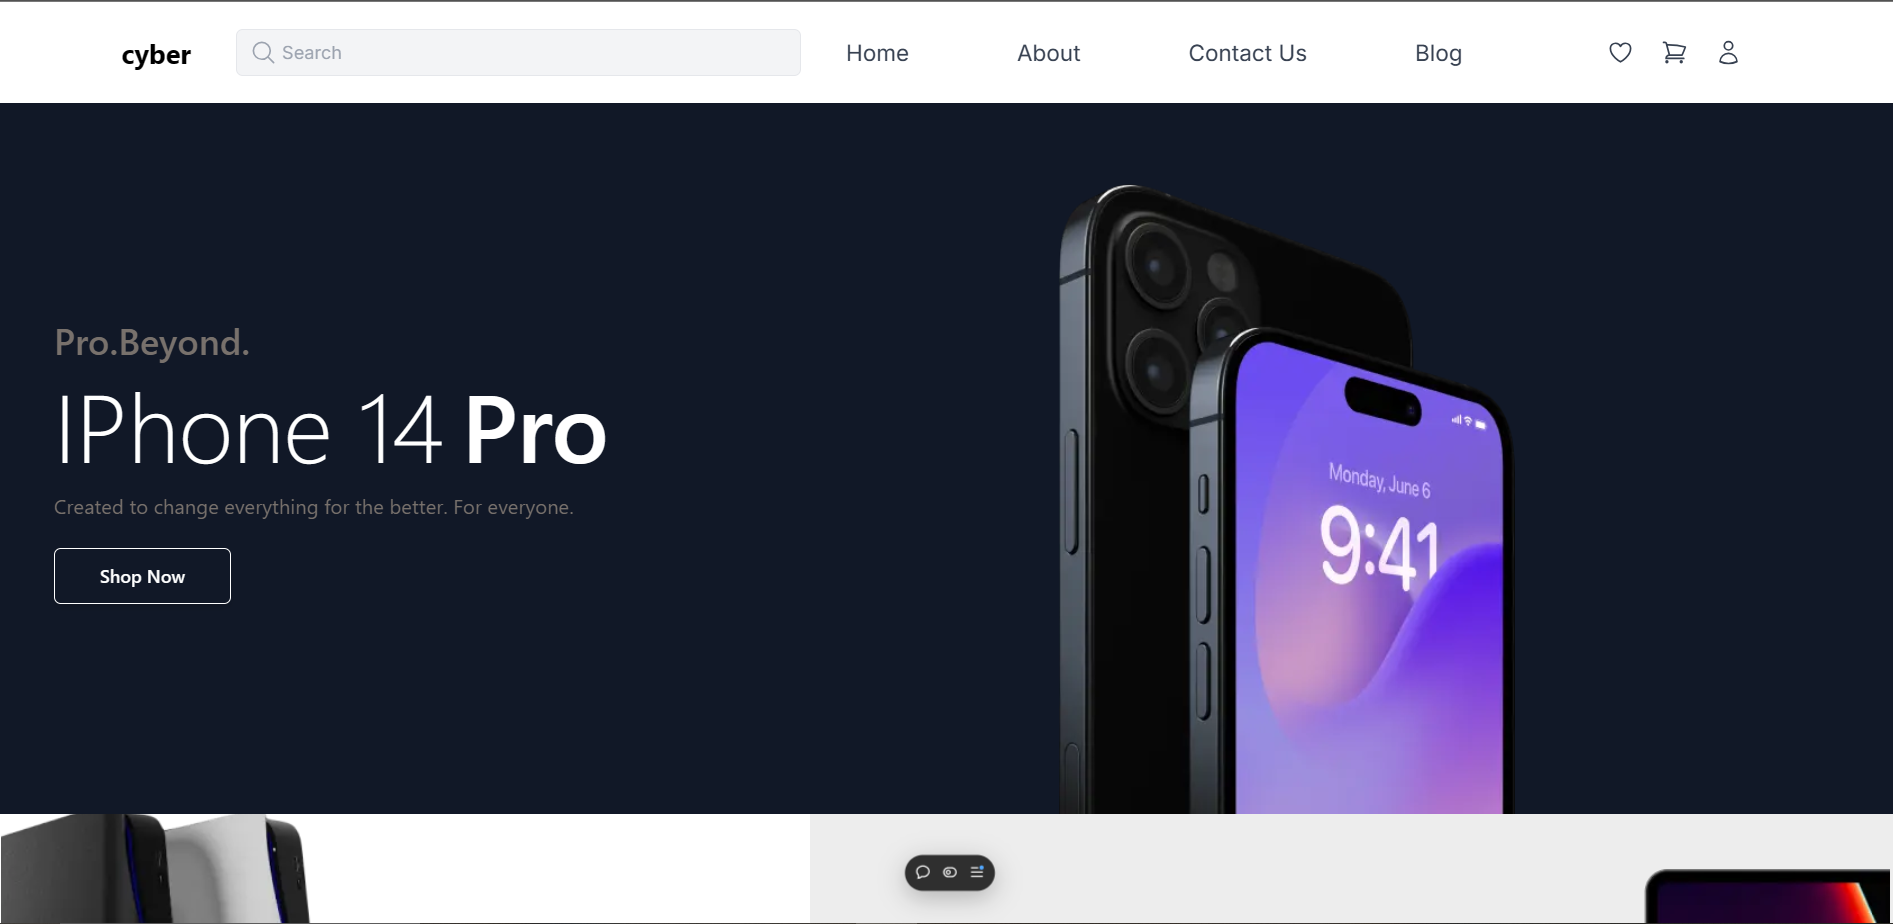 cyber
Search
Home
About
Contact Us
Blog
Pro.Beyond.
IPhone 14 Pro
Created to change everything for the better. For everyone.
Shop Now
Monday, June 6
9:41